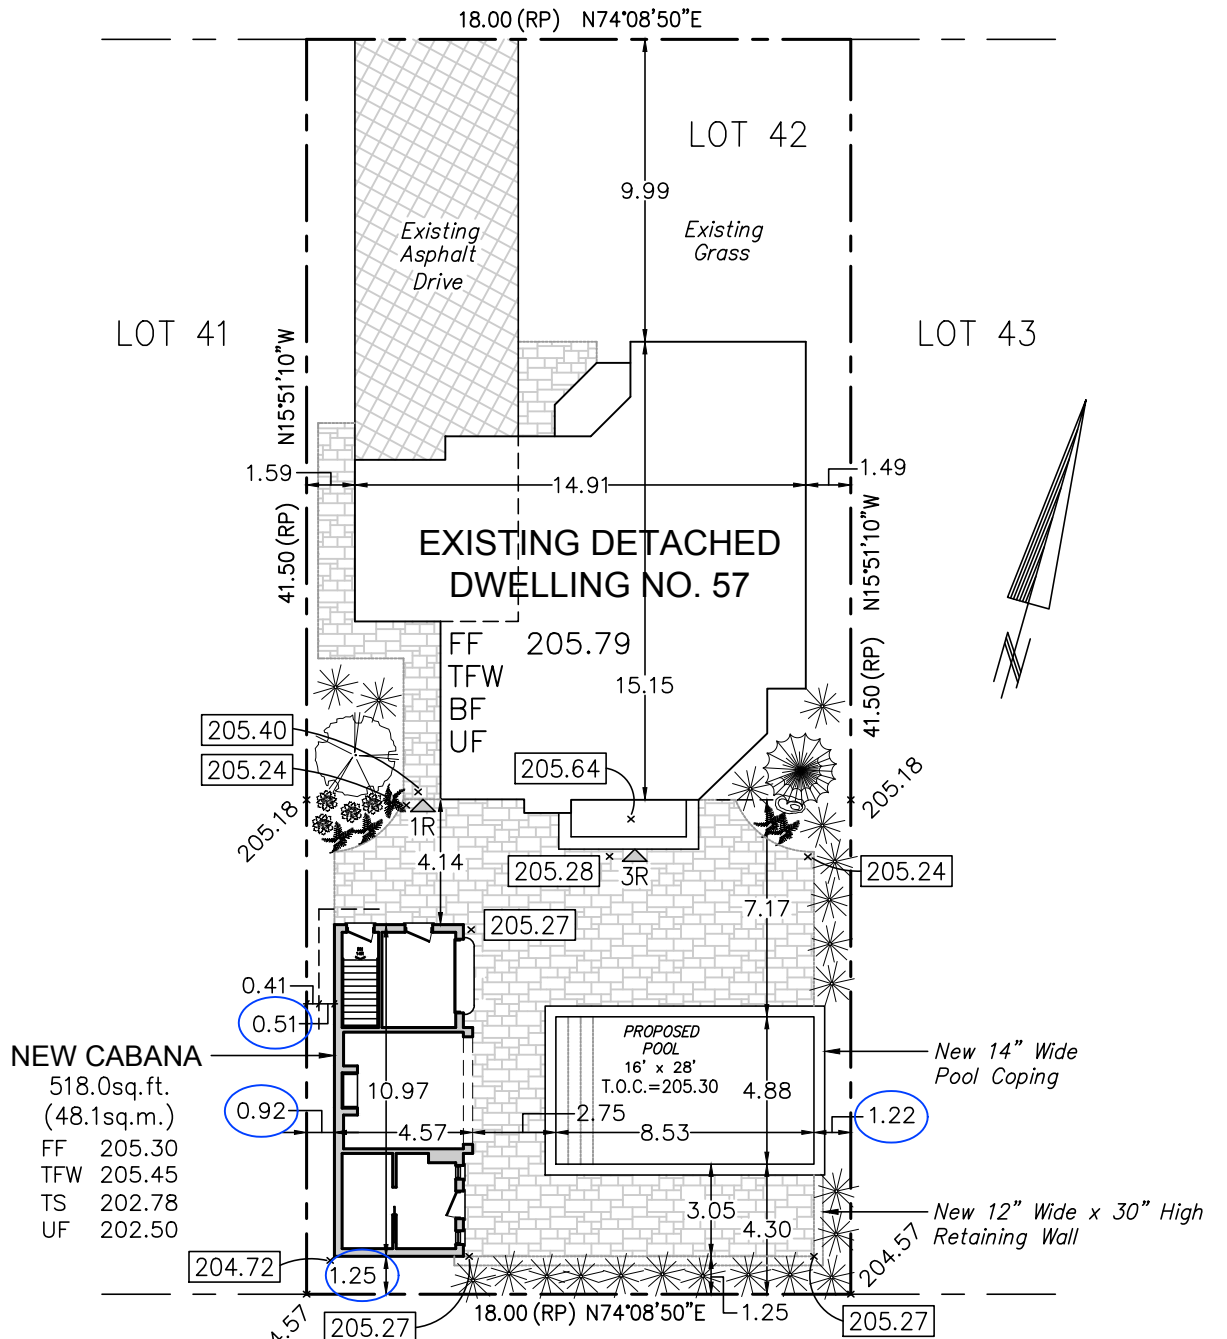 18.00 (RP) N74°08'50"E
LOT 42
9.99
Existing
Asphalt
Drive
Existing
Grass
LOT 41
LOT 43
N15°51'10"W
41.50 (RP)
1.59
14.91
1.49
N15°51'10"W
41.50 (RP)
EXISTING DETACHED
DWELLING NO. 57
FF 205.79
TFW
BF
UF
15.15
205.40
205.24
205.64
205.18
205.18
1R
4.14
205.28
3R
205.24
7.17
205.27
0.41
0.51
NEW CABANA
518.0sq.ft.
(48.1sq.m.)
FF 205.30
TFW 205.45
TS 202.78
UF 202.50
0.92
10.97
4.57
2.75
PROPOSED
POOL
16' x 28'
T.O.C.=205.30
4.88
8.53
1.22
New 14" Wide
Pool Coping
3.05
4.30
New 12" Wide x 30" High
Retaining Wall
204.57
204.72
1.25
18.00 (RP) N74°08'50"E
1.25
4.57
205.27
205.27